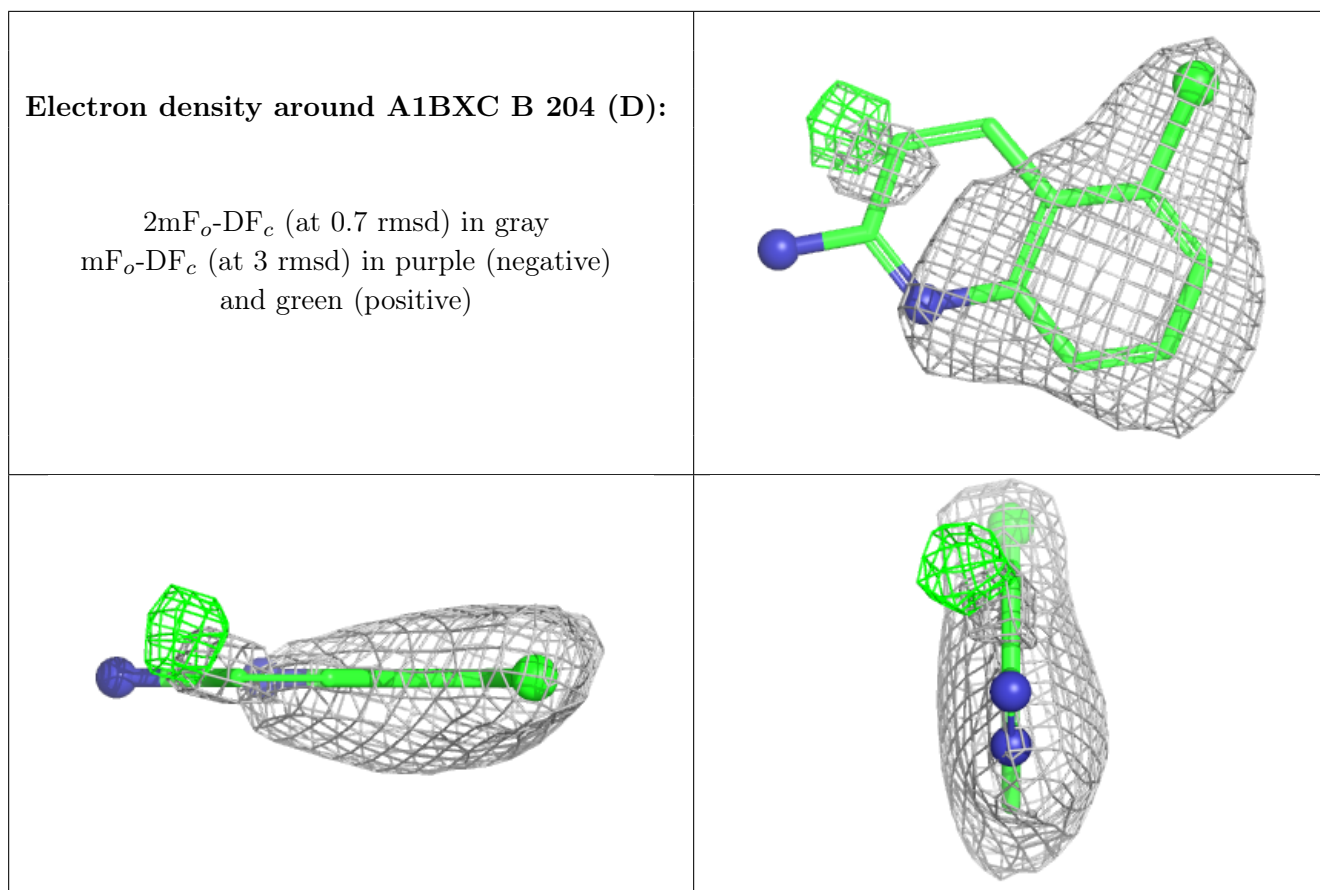 Electron density around A1BXC B 204 (D):
2mFo-DFc (at 0.7 rmsd) in gray
mFo-DFc (at 3 rmsd) in purple (negative)
and green (positive)